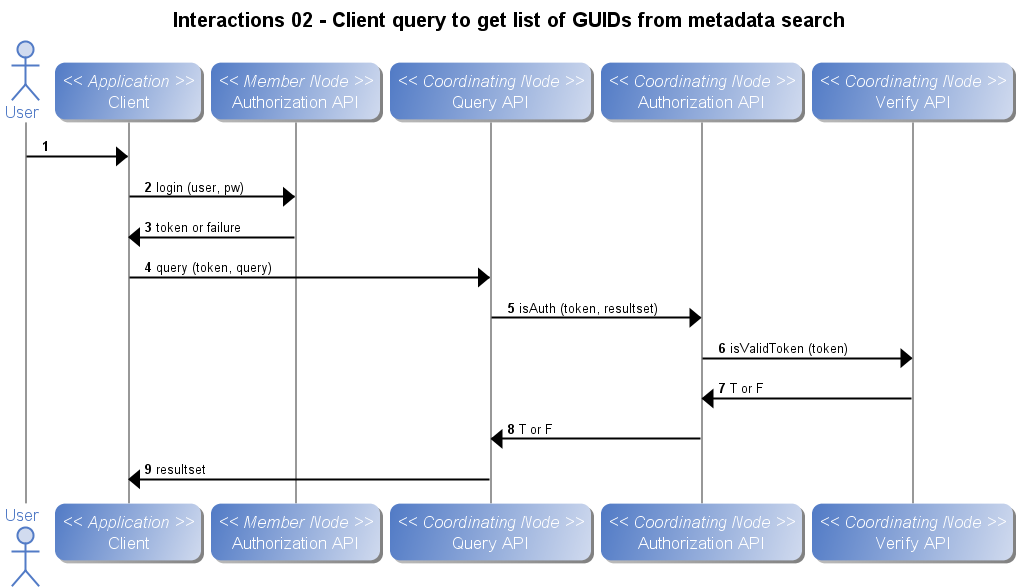 Interactions 02 - Client query to get list of GUIDs from metadata search
<< Application >>
Client
<< Member Node >>
Authorization API
<< Coordinating Node >>
Query API
<< Coordinating Node >>
Authorization API
<< Coordinating Node >>
Verify API
User
1
2 login (user, pw)
3 token or failure
4 query (token, query)
5 isAuth (token, resultset)
6 isValidToken (token)
7 T or F
8 T or F
9 resultset
User
<< Application >>
Client
<< Member Node >>
Authorization API
<< Coordinating Node >>
Query API
<< Coordinating Node >>
Authorization API
<< Coordinating Node >>
Verify API